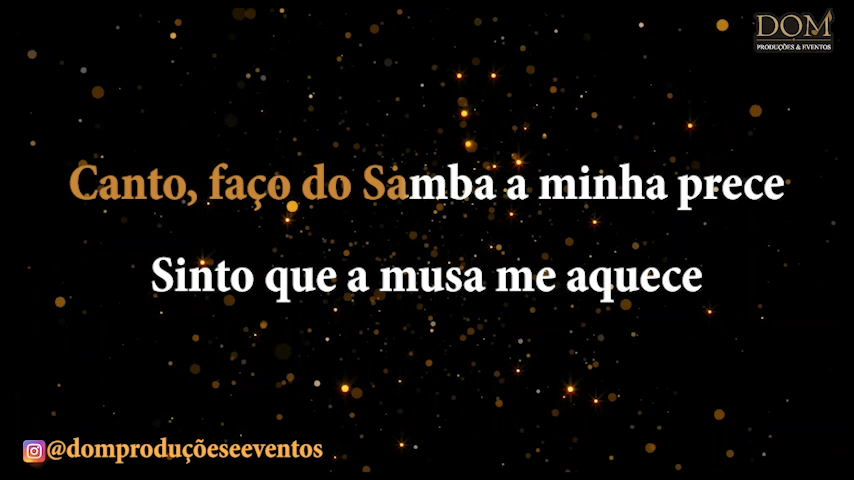 DOM
PRODUÇÕES & EVENTOS
Canto, faço do Samba a minha prece
Sinto que a musa me aquece
@domproduçõeseeventos